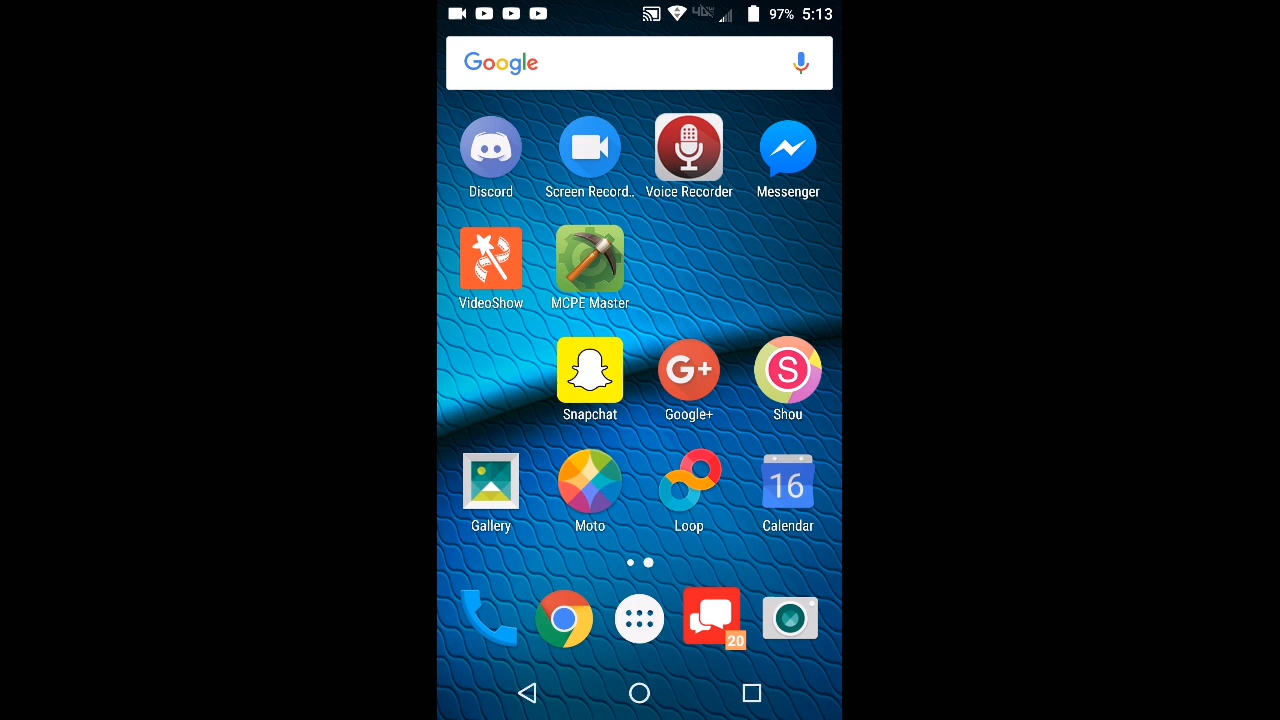 4G 97% 5:13
Google
Discord Screen Record.. Voice Recorder Messenger
VideoShow MCPE Master
G+ S
Snapchat Google+ Shou
16
Gallery Moto Loop Calendar
20